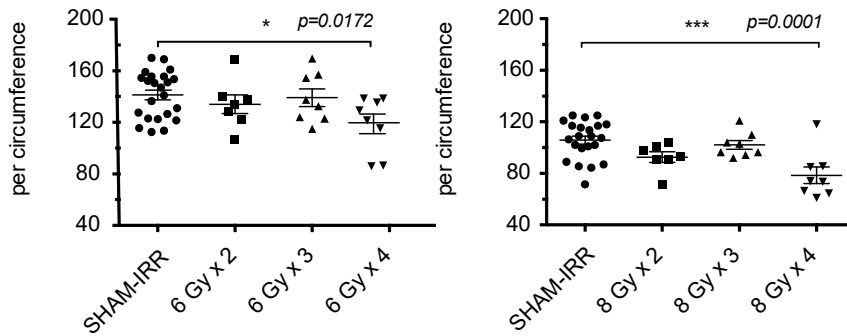 per circumference
200
160
120
80
40
* p=0.0172
SHAM-IRR
6 Gy x 2
6 Gy x 3
6 Gy x 4
per circumference
200
160
120
80
40
*** p=0.0001
SHAM-IRR
8 Gy x 2
8 Gy x 3
8 Gy x 4